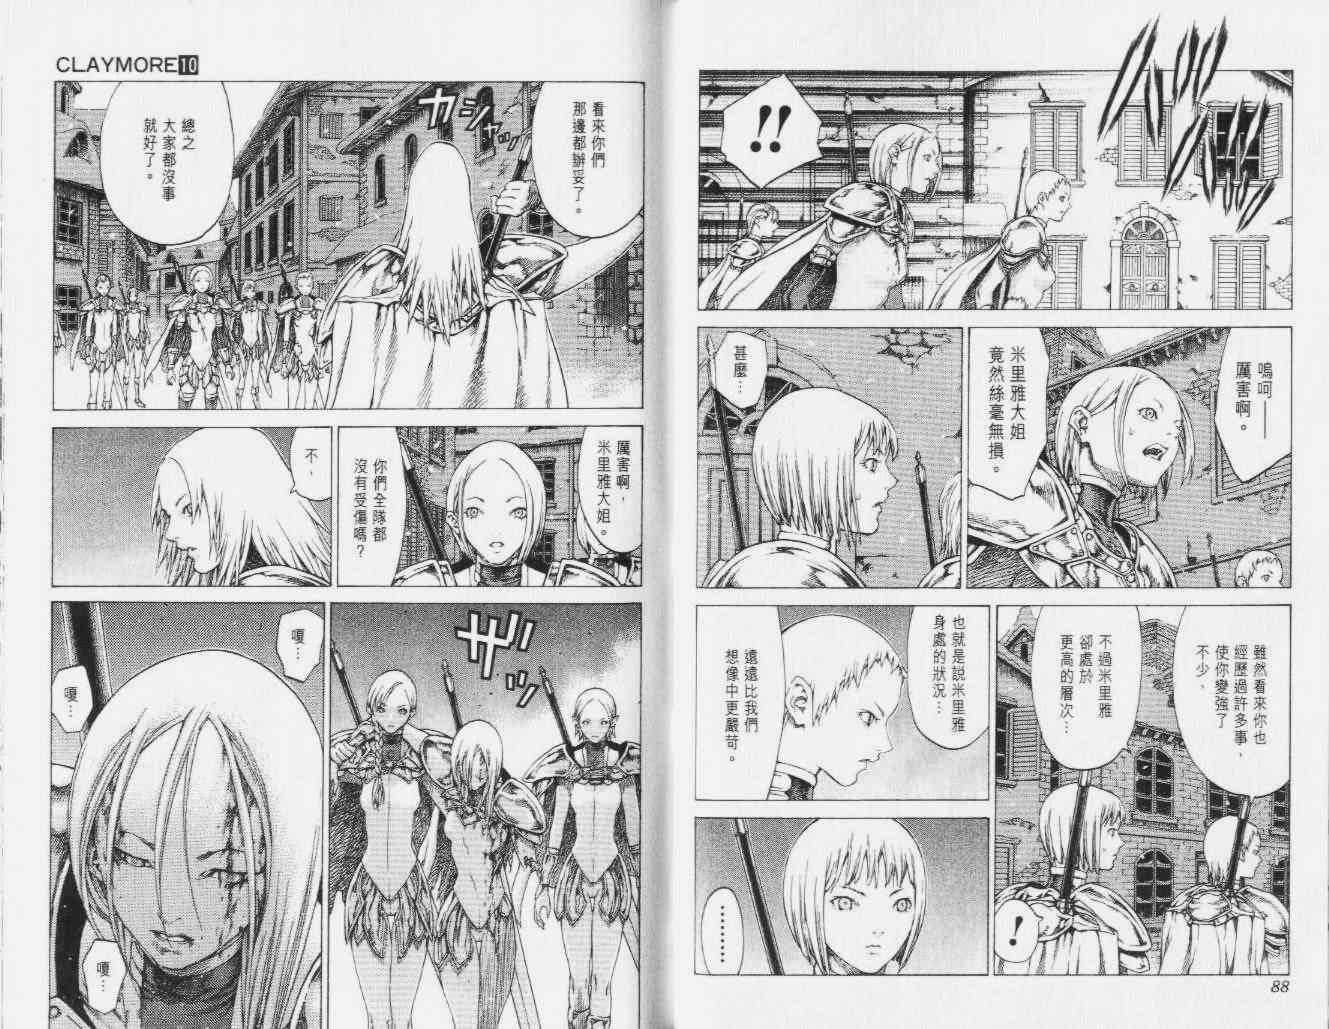 !!
嗚呵——
厲害啊。
米里雅大姐
竟然絲毫無損。
甚麼…
雖然看來你也
經歷過許多事，
使你變強了
不少，
不過米里雅
卻處於
更高的層次…
!
也就是說米里雅
身處的狀況…
遠遠比我們
想像中更嚴苛。
………
88
CLAYMORE 10
看來你們
那邊都辦妥了。
カシャッ
總之
大家都沒事
就好了。
厲害啊，
米里雅大姐。
你們全隊都
沒有受傷嗎？
不，
ザッ
嗄…
嗄…
嗄…